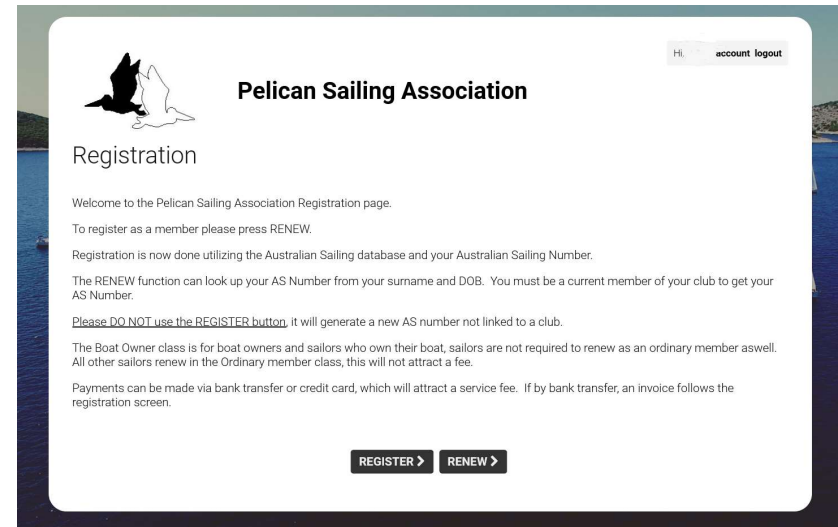 Hi, account logout
Pelican Sailing Association
Registration
Welcome to the Pelican Sailing Association Registration page.
To register as a member please press RENEW.
Registration is now done utilizing the Australian Sailing database and your Australian Sailing Number.
The RENEW function can look up your AS Number from your surname and DOB. You must be a current member of your club to get your
AS Number.
Please DO NOT use the REGISTER button, it will generate a new AS number not linked to a club.
The Boat Owner class is for boat owners and sailors who own their boat, sailors are not required to renew as an ordinary member aswell.
All other sailors renew in the Ordinary member class, this will not attract a fee.
Payments can be made via bank transfer or credit card, which will attract a service fee. If by bank transfer, an invoice follows the
registration screen.
REGISTER RENEW